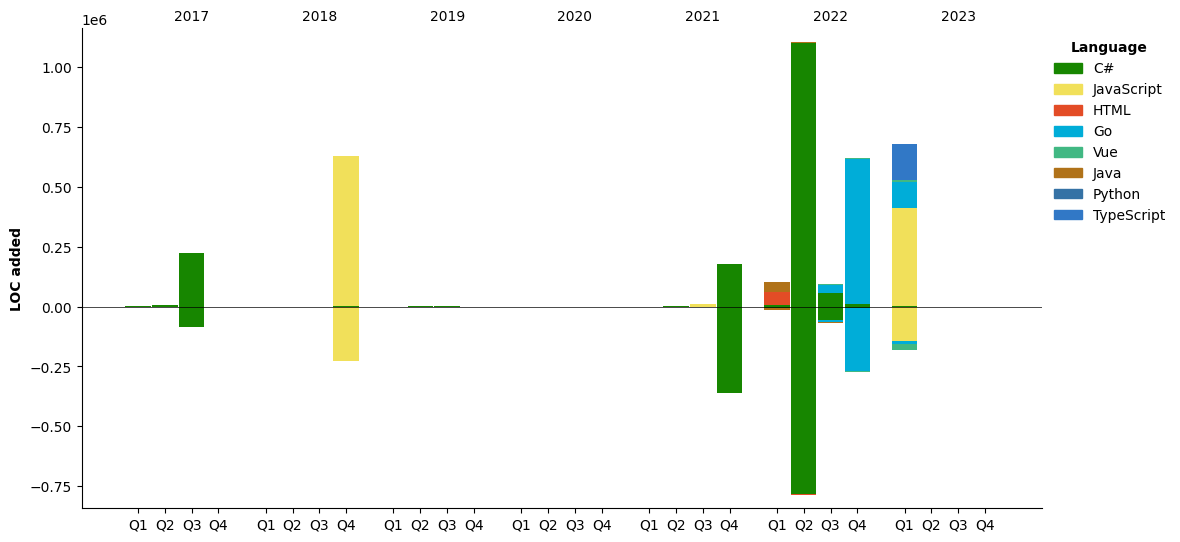 1e6
2017 2018 2019 2020 2021 2022 2023
LOC added
1.00
0.75
0.50
0.25
0.00
−0.25
−0.50
−0.75
Q1 Q2 Q3 Q4 Q1 Q2 Q3 Q4 Q1 Q2 Q3 Q4 Q1 Q2 Q3 Q4 Q1 Q2 Q3 Q4 Q1 Q2 Q3 Q4 Q1 Q2 Q3 Q4
Language
C#
JavaScript
HTML
Go
Vue
Java
Python
TypeScript